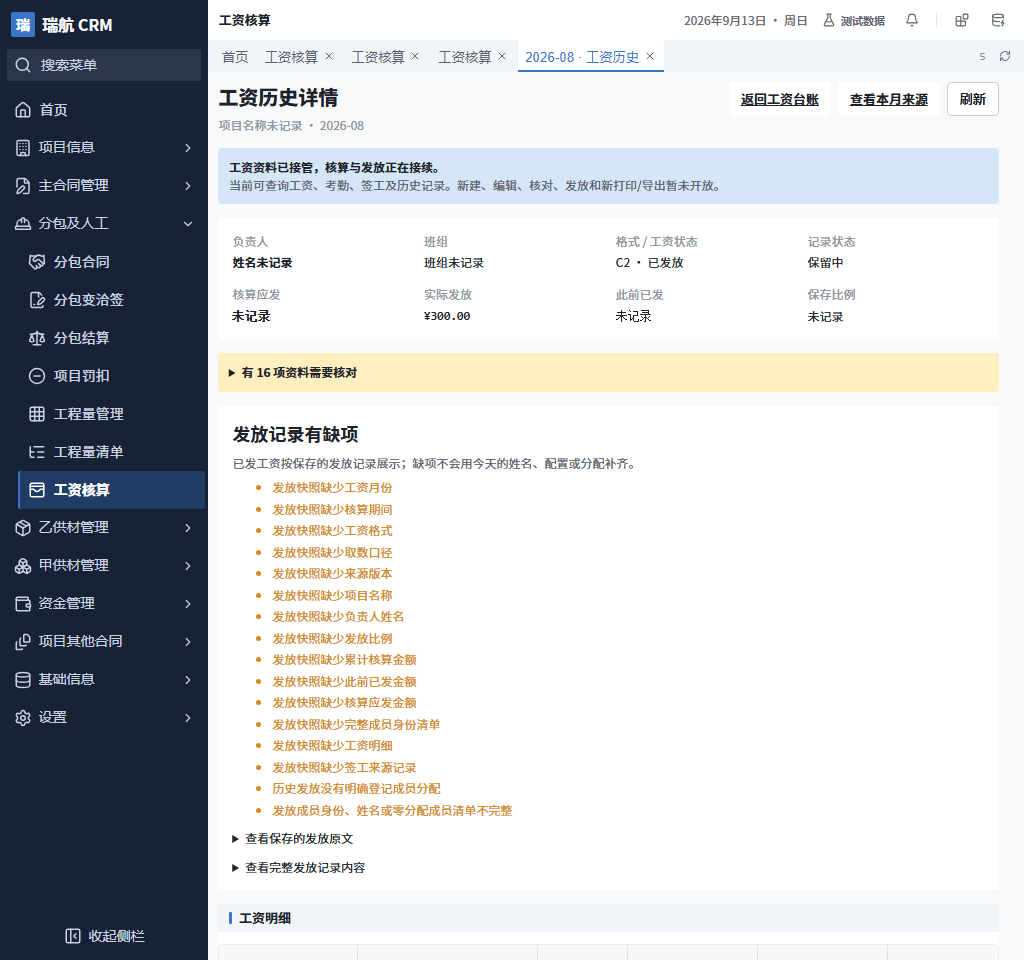 瑞 瑞航 CRM
搜索菜单
首页
项目信息
主合同管理
分包及人工
分包合同
分包变洽签
分包结算
项目罚扣
工程量管理
工程量清单
工资核算
乙供材管理
甲供材管理
资金管理
项目其他合同
基础信息
设置
收起侧栏
工资核算
2026年9月13日 • 周日 测试数据
首页 工资核算 × 工资核算 × 工资核算 × 2026-08 · 工资历史 × 5
工资历史详情
返回工资台账 查看本月来源 刷新
项目名称未记录 • 2026-08
工资资料已接管，核算与发放正在接续。
当前可查询工资、考勤、签工及历史记录。新建、编辑、核对、发放和新打印/导出暂未开放。
负责人 班组 格式 / 工资状态 记录状态
姓名未记录 班组未记录 C2 • 已发放 保留中
核算应发 实际发放 此前已发 保存比例
未记录 ¥300.00 未记录 未记录
▶ 有 16 项资料需要核对
发放记录有缺项
已发工资按保存的发放记录展示；缺项不会用今天的姓名、配置或分配补齐。
• 发放快照缺少工资月份
• 发放快照缺少核算期间
• 发放快照缺少工资格式
• 发放快照缺少取数口径
• 发放快照缺少来源版本
• 发放快照缺少项目名称
• 发放快照缺少负责人姓名
• 发放快照缺少发放比例
• 发放快照缺少累计核算金额
• 发放快照缺少此前已发金额
• 发放快照缺少核算应发金额
• 发放快照缺少完整成员身份清单
• 发放快照缺少工资明细
• 发放快照缺少签工来源记录
• 历史发放没有明确登记成员分配
• 发放成员身份、姓名或零分配成员清单不完整
▶ 查看保存的发放原文
▶ 查看完整发放记录内容
工资明细